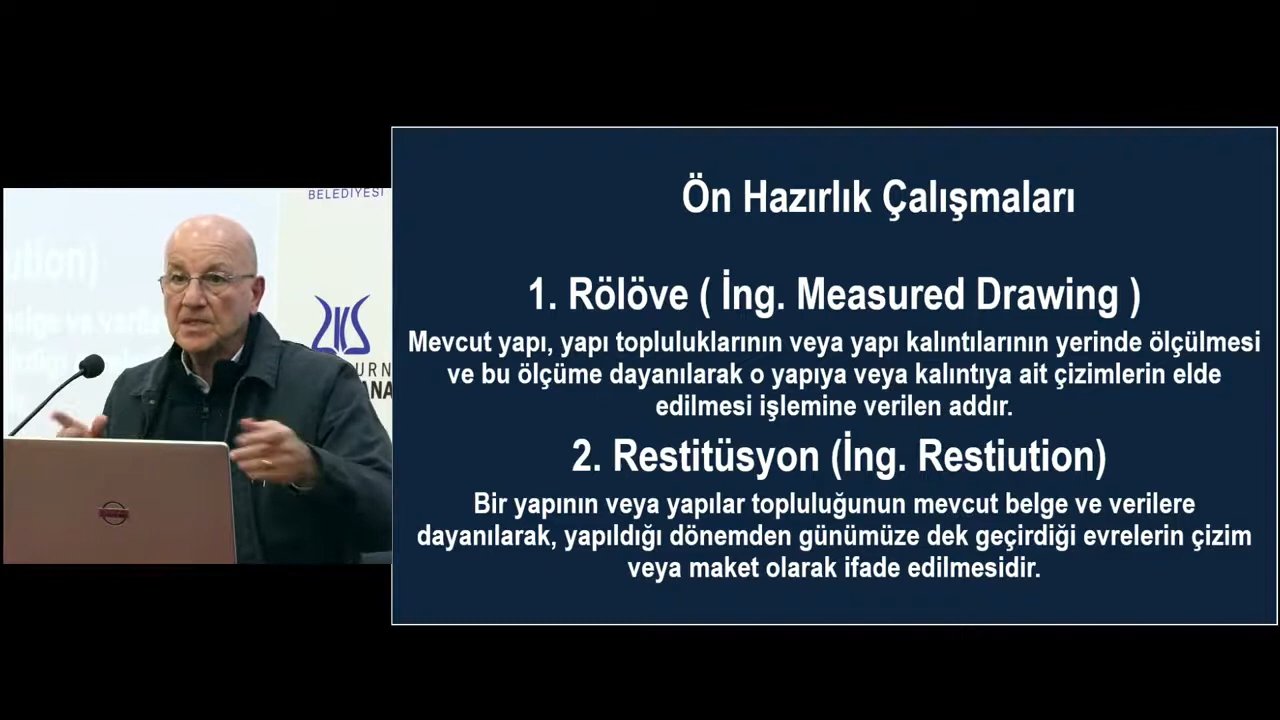 BELEDİYESİ
Ön Hazırlık Çalışmaları
1. Rölöve ( İng. Measured Drawing )
Mevcut yapı, yapı topluluklarının veya yapı kalıntılarının yerinde ölçülmesi
ve bu ölçüme dayanılarak o yapıya veya kalıntıya ait çizimlerin elde
edilmesi işlemine verilen addır.
2. Restitüsyon (İng. Restiution)
Bir yapının veya yapılar topluluğunun mevcut belge ve verilere
dayanılarak, yapıldığı dönemden günümüze dek geçirdiği evrelerin çizim
veya maket olarak ifade edilmesidir.